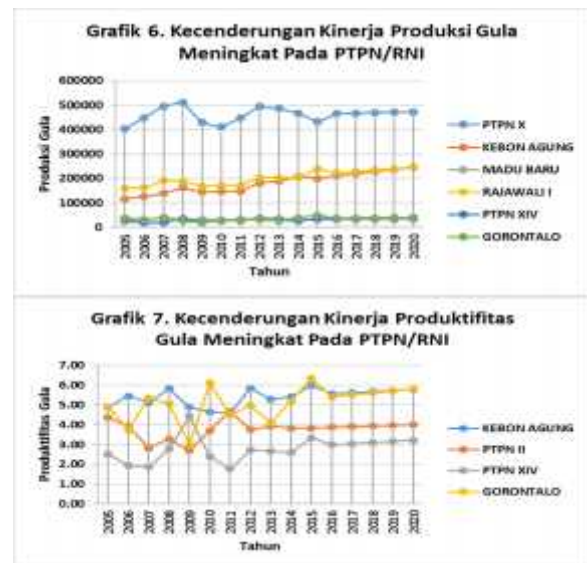 Grafik 6. Kecenderungan Kinerja Produksi Gula
Meningkat Pada PTPN/RNI
600000
500000
400000
300000
200000
100000
0
Produksi Gula
2005 2006 2007 2008 2009 2010 2011 2012 2013 2014 2015 2016 2017 2018 2019 2020
Tahun
PTPN X
KEBON AGUNG
MADU BARU
RAJAWALI I
PTPN XIV
GORONTALO
Grafik 7. Kecenderungan Kinerja Produktifitas
Gula Meningkat Pada PTPN/RNI
7.00
6.00
5.00
4.00
3.00
2.00
1.00
0.00
Produktifitas Gula
2005 2006 2007 2008 2009 2010 2011 2012 2013 2014 2015 2016 2017 2018 2019 2020
Tahun
KEBON AGUNG
PTPN II
PTPN XIV
GORONTALO